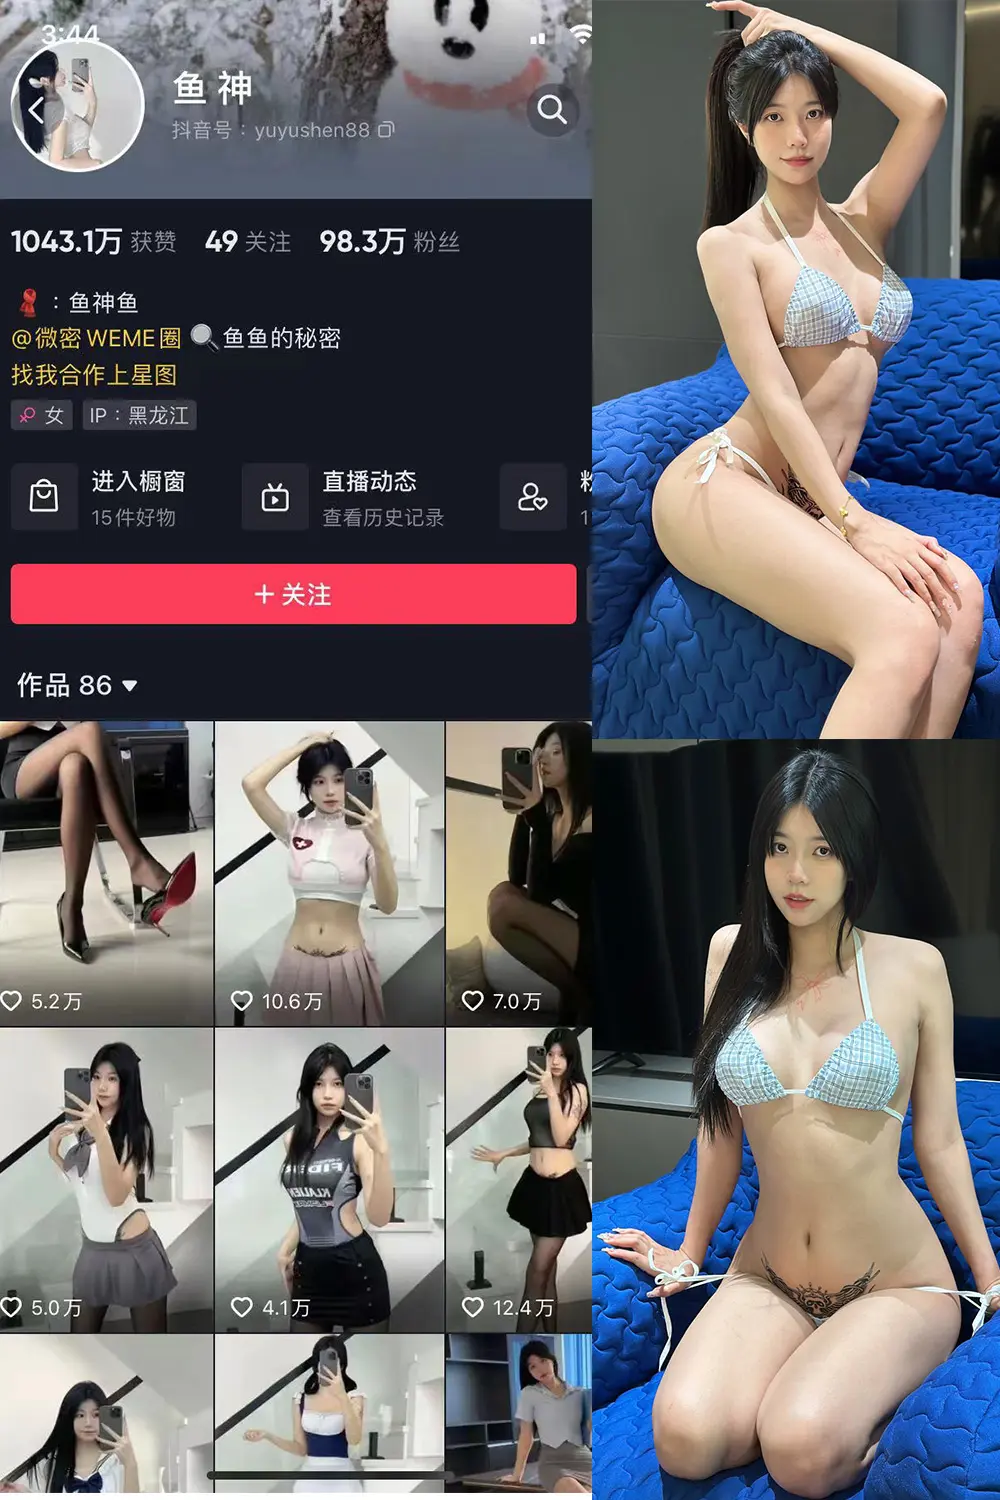 3:44
鱼 神
抖音号：yuyushen88
1043.1万 获赞 49 关注 98.3万 粉丝
：鱼神鱼
@微密 WEME圈 鱼鱼的秘密
找我合作上星图
女 IP：黑龙江
进入橱窗 直播动态
15件好物 查看历史记录
+ 关注
作品 86
5.2万 10.6万 7.0万
5.0万 4.1万 12.4万